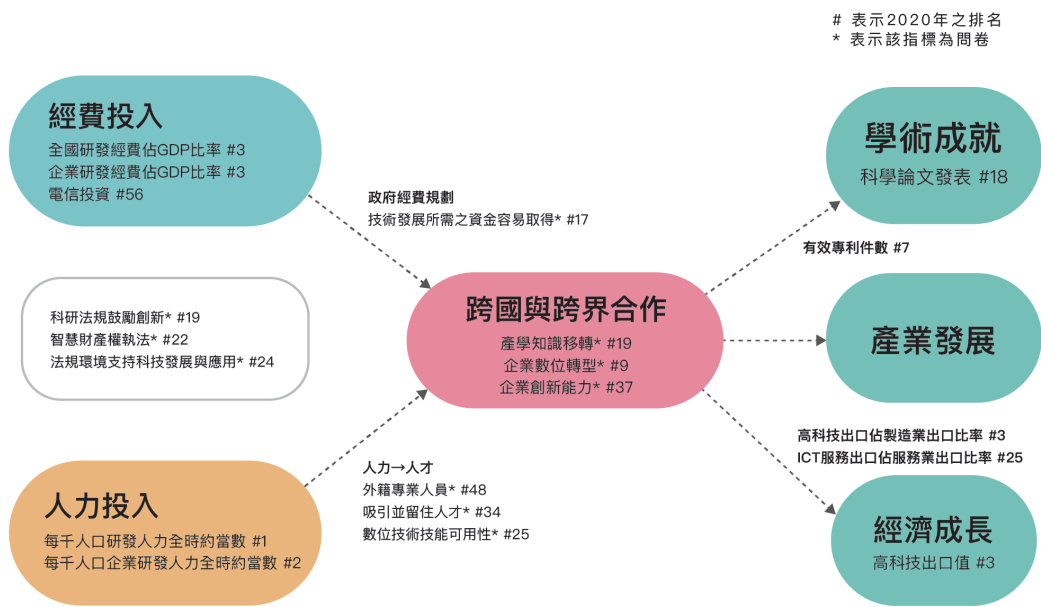 # 表示2020年之排名
* 表示該指標為問卷
經費投入
全國研發經費佔GDP比率 #3
企業研發經費佔GDP比率 #3
電信投資 #56
政府經費規劃
技術發展所需之資金容易取得* #17
科研法規鼓勵創新* #19
智慧財產權執法* #22
法規環境支持科技發展與應用* #24
人力投入
每千人口研發人力全時約當數 #1
每千人口企業研發人力全時約當數 #2
人力→人才
外籍專業人員* #48
吸引並留住人才* #34
數位技術技能可用性* #25
跨國與跨界合作
產學知識移轉* #19
企業數位轉型* #9
企業創新能力* #37
學術成就
科學論文發表 #18
有效專利件數 #7
產業發展
高科技出口佔製造業出口比率 #3
ICT服務出口佔服務業出口比率 #25
經濟成長
高科技出口值 #3